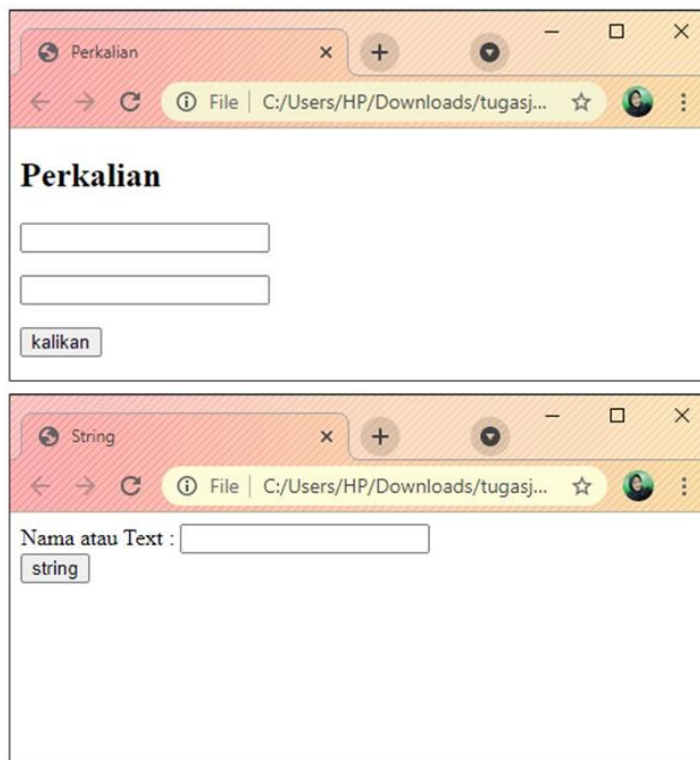 Perkalian
File | C:/Users/HP/Downloads/tugasj...
Perkalian
kalikan
String
File | C:/Users/HP/Downloads/tugasj...
Nama atau Text :
string